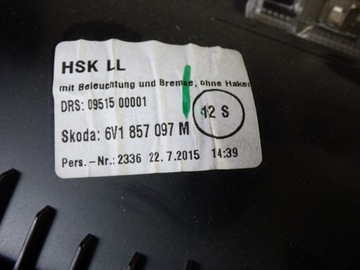 HSK LL
mit Beleuchtung und Bremse, ohne Haken
DRS: 09515 00001
12 S
Skoda: 6V1 857 097 M
Pers.-Nr.: 2336 22.7.2015 14:39